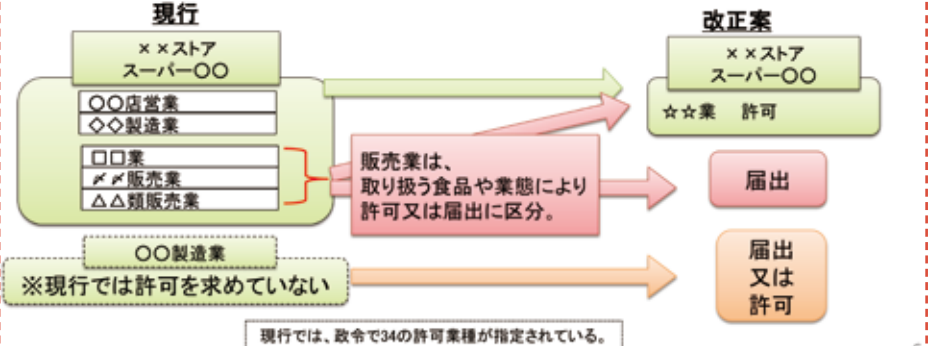 現行
××ストア
スーパー○○
○○店営業
◇◇製造業
□□業
〆〆販売業
△△類販売業
○○製造業
※現行では許可を求めていない
販売業は、
取り扱う食品や業態により
許可又は届出に区分。
改正案
××ストア
スーパー○○
☆☆業 許可
届出
届出
又は
許可
現行では、政令で34の許可業種が指定されている。